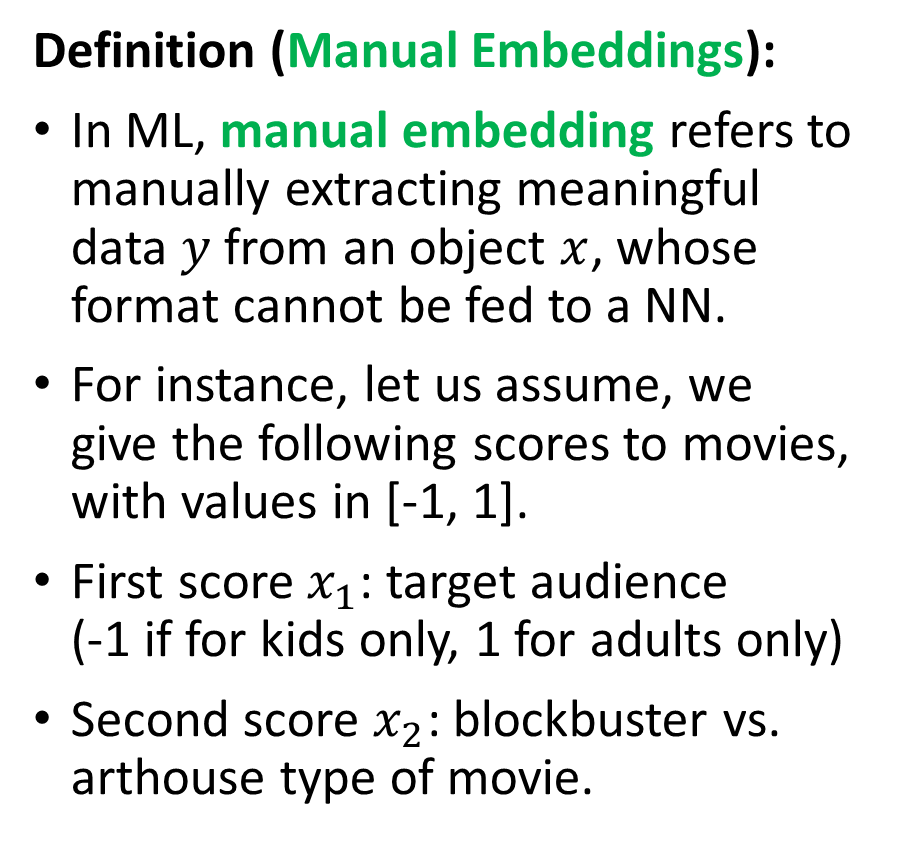 Definition (Manual Embeddings):
• In ML, manual embedding refers to
manually extracting meaningful
data 𝑦 from an object 𝑥, whose
format cannot be fed to a NN.
• For instance, let us assume, we
give the following scores to movies,
with values in [-1, 1].
• First score 𝑥₁: target audience
(-1 if for kids only, 1 for adults only)
• Second score 𝑥₂: blockbuster vs.
arthouse type of movie.